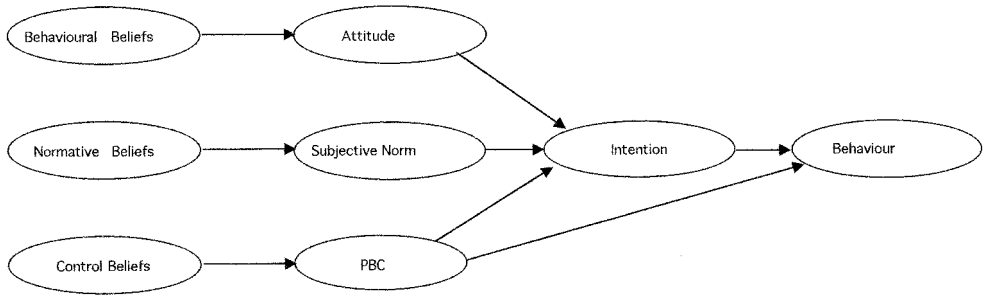 Behavioural Beliefs
Attitude
Normative Beliefs
Subjective Norm
Intention
Behaviour
Control Beliefs
PBC